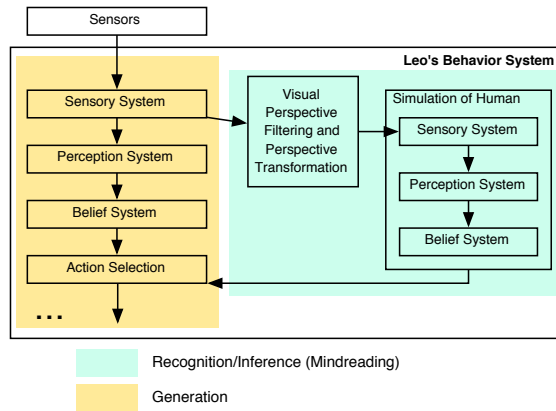 Sensors
Leo's Behavior System
Sensory System
Perception System
Belief System
Action Selection
...
Visual
Perspective
Filtering and
Perspective
Transformation
Simulation of Human
Sensory System
Perception System
Belief System
Recognition/Inference (Mindreading)
Generation